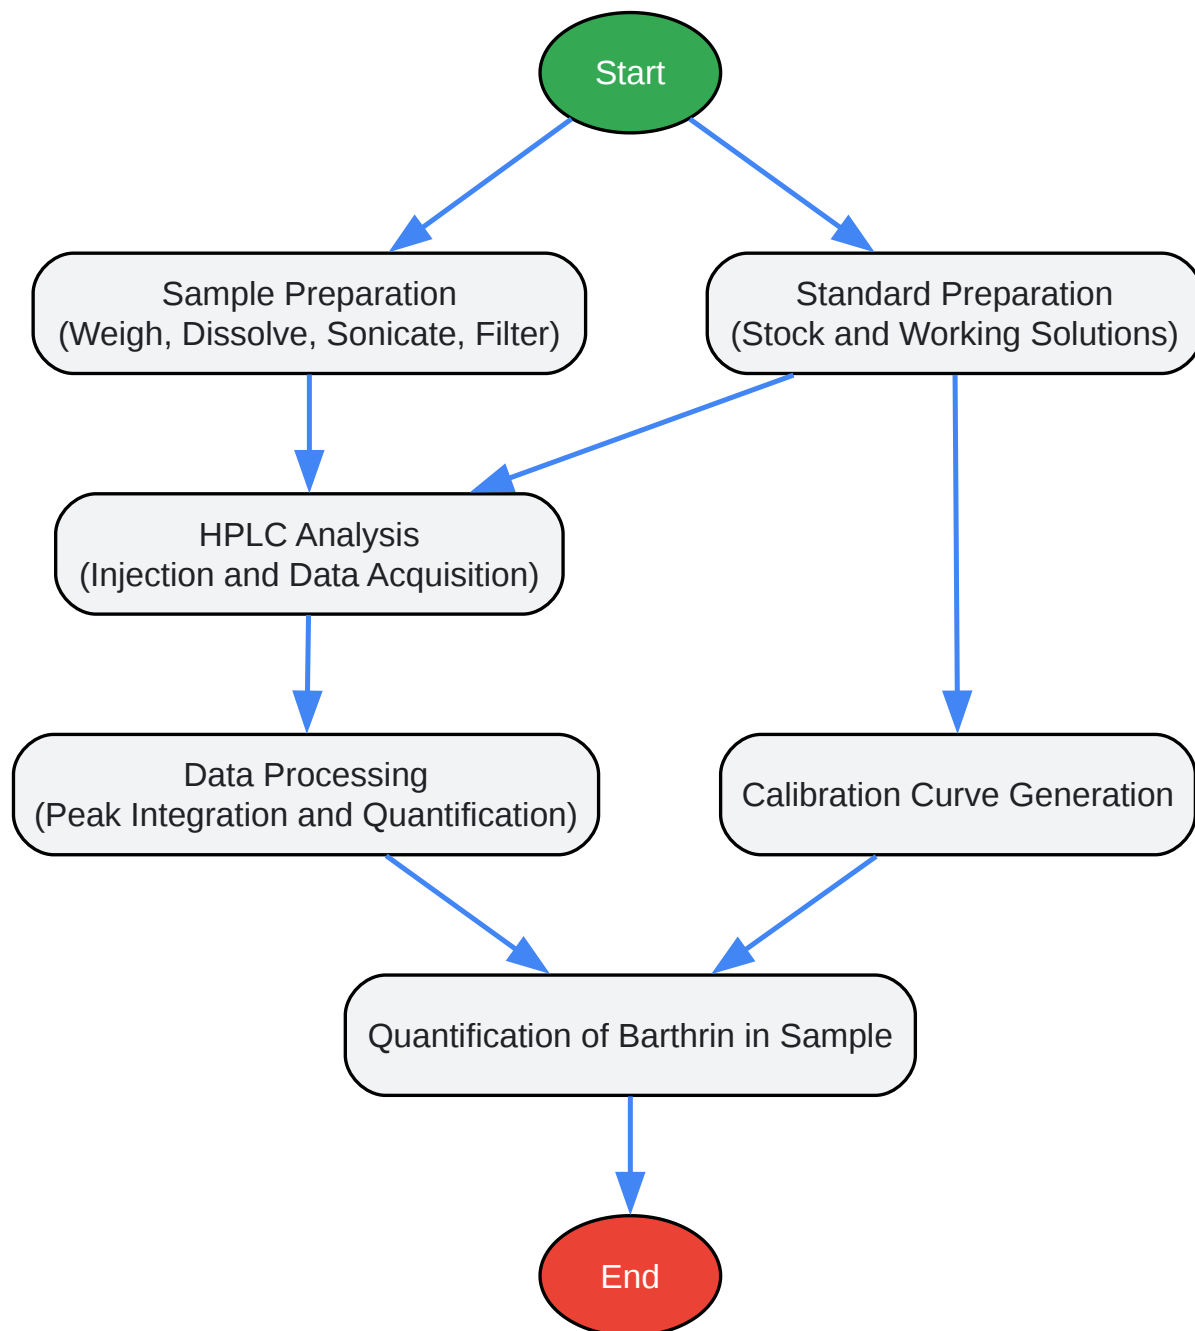 Start
Sample Preparation
(Weigh, Dissolve, Sonicate, Filter)
Standard Preparation
(Stock and Working Solutions)
HPLC Analysis
(Injection and Data Acquisition)
Data Processing
(Peak Integration and Quantification)
Calibration Curve Generation
Quantification of Barthrin in Sample
End